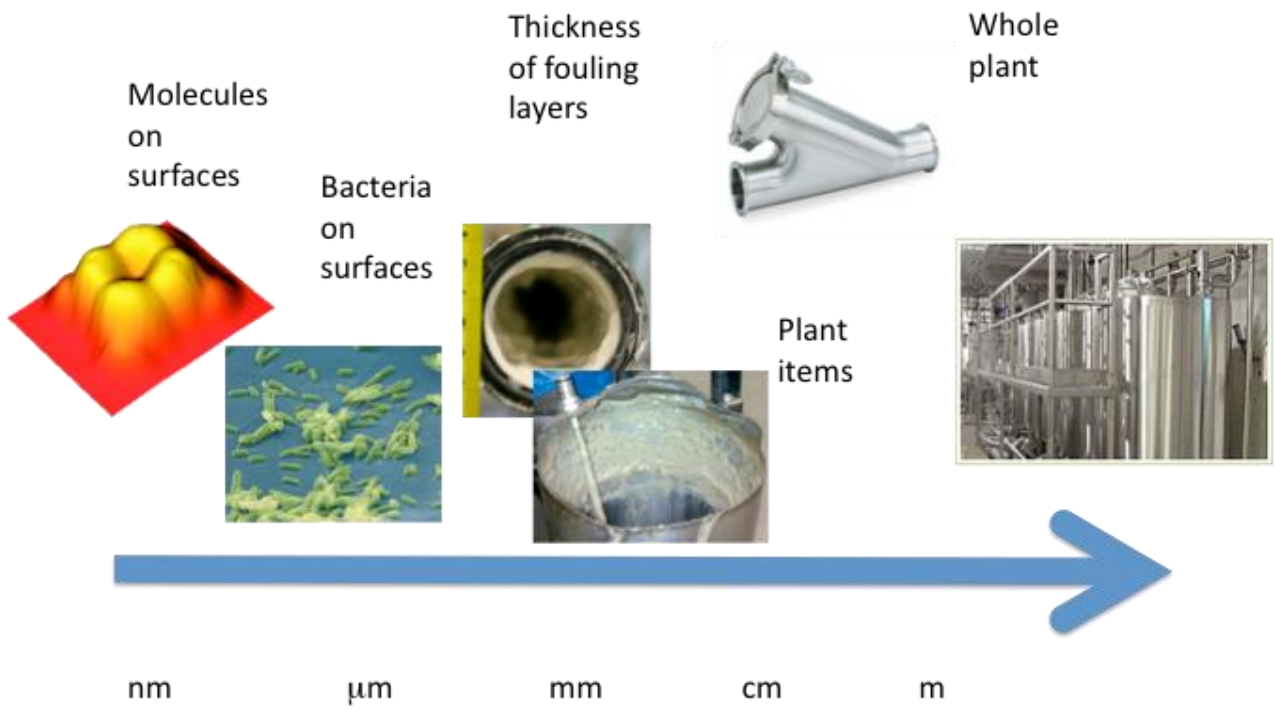 Molecules
on
surfaces
Bacteria
on
surfaces
Thickness
of fouling
layers
Plant
items
Whole
plant
nm
μm
mm
cm
m